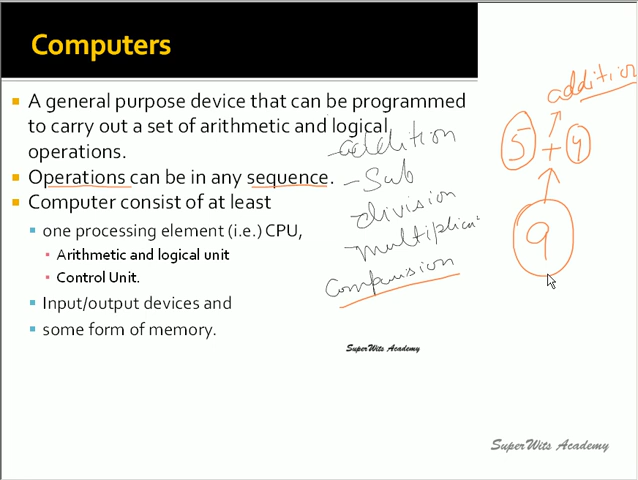 Computers
A general purpose device that can be programmed
to carry out a set of arithmetic and logical
operations.
Operations can be in any sequence.
Computer consist of at least
one processing element (i.e.) CPU,
Arithmetic and logical unit
Control Unit.
Input/output devices and
some form of memory.
-addition
-Sub
division
addition
5 + 4
9
SuperWits Academy
SuperWits Academy